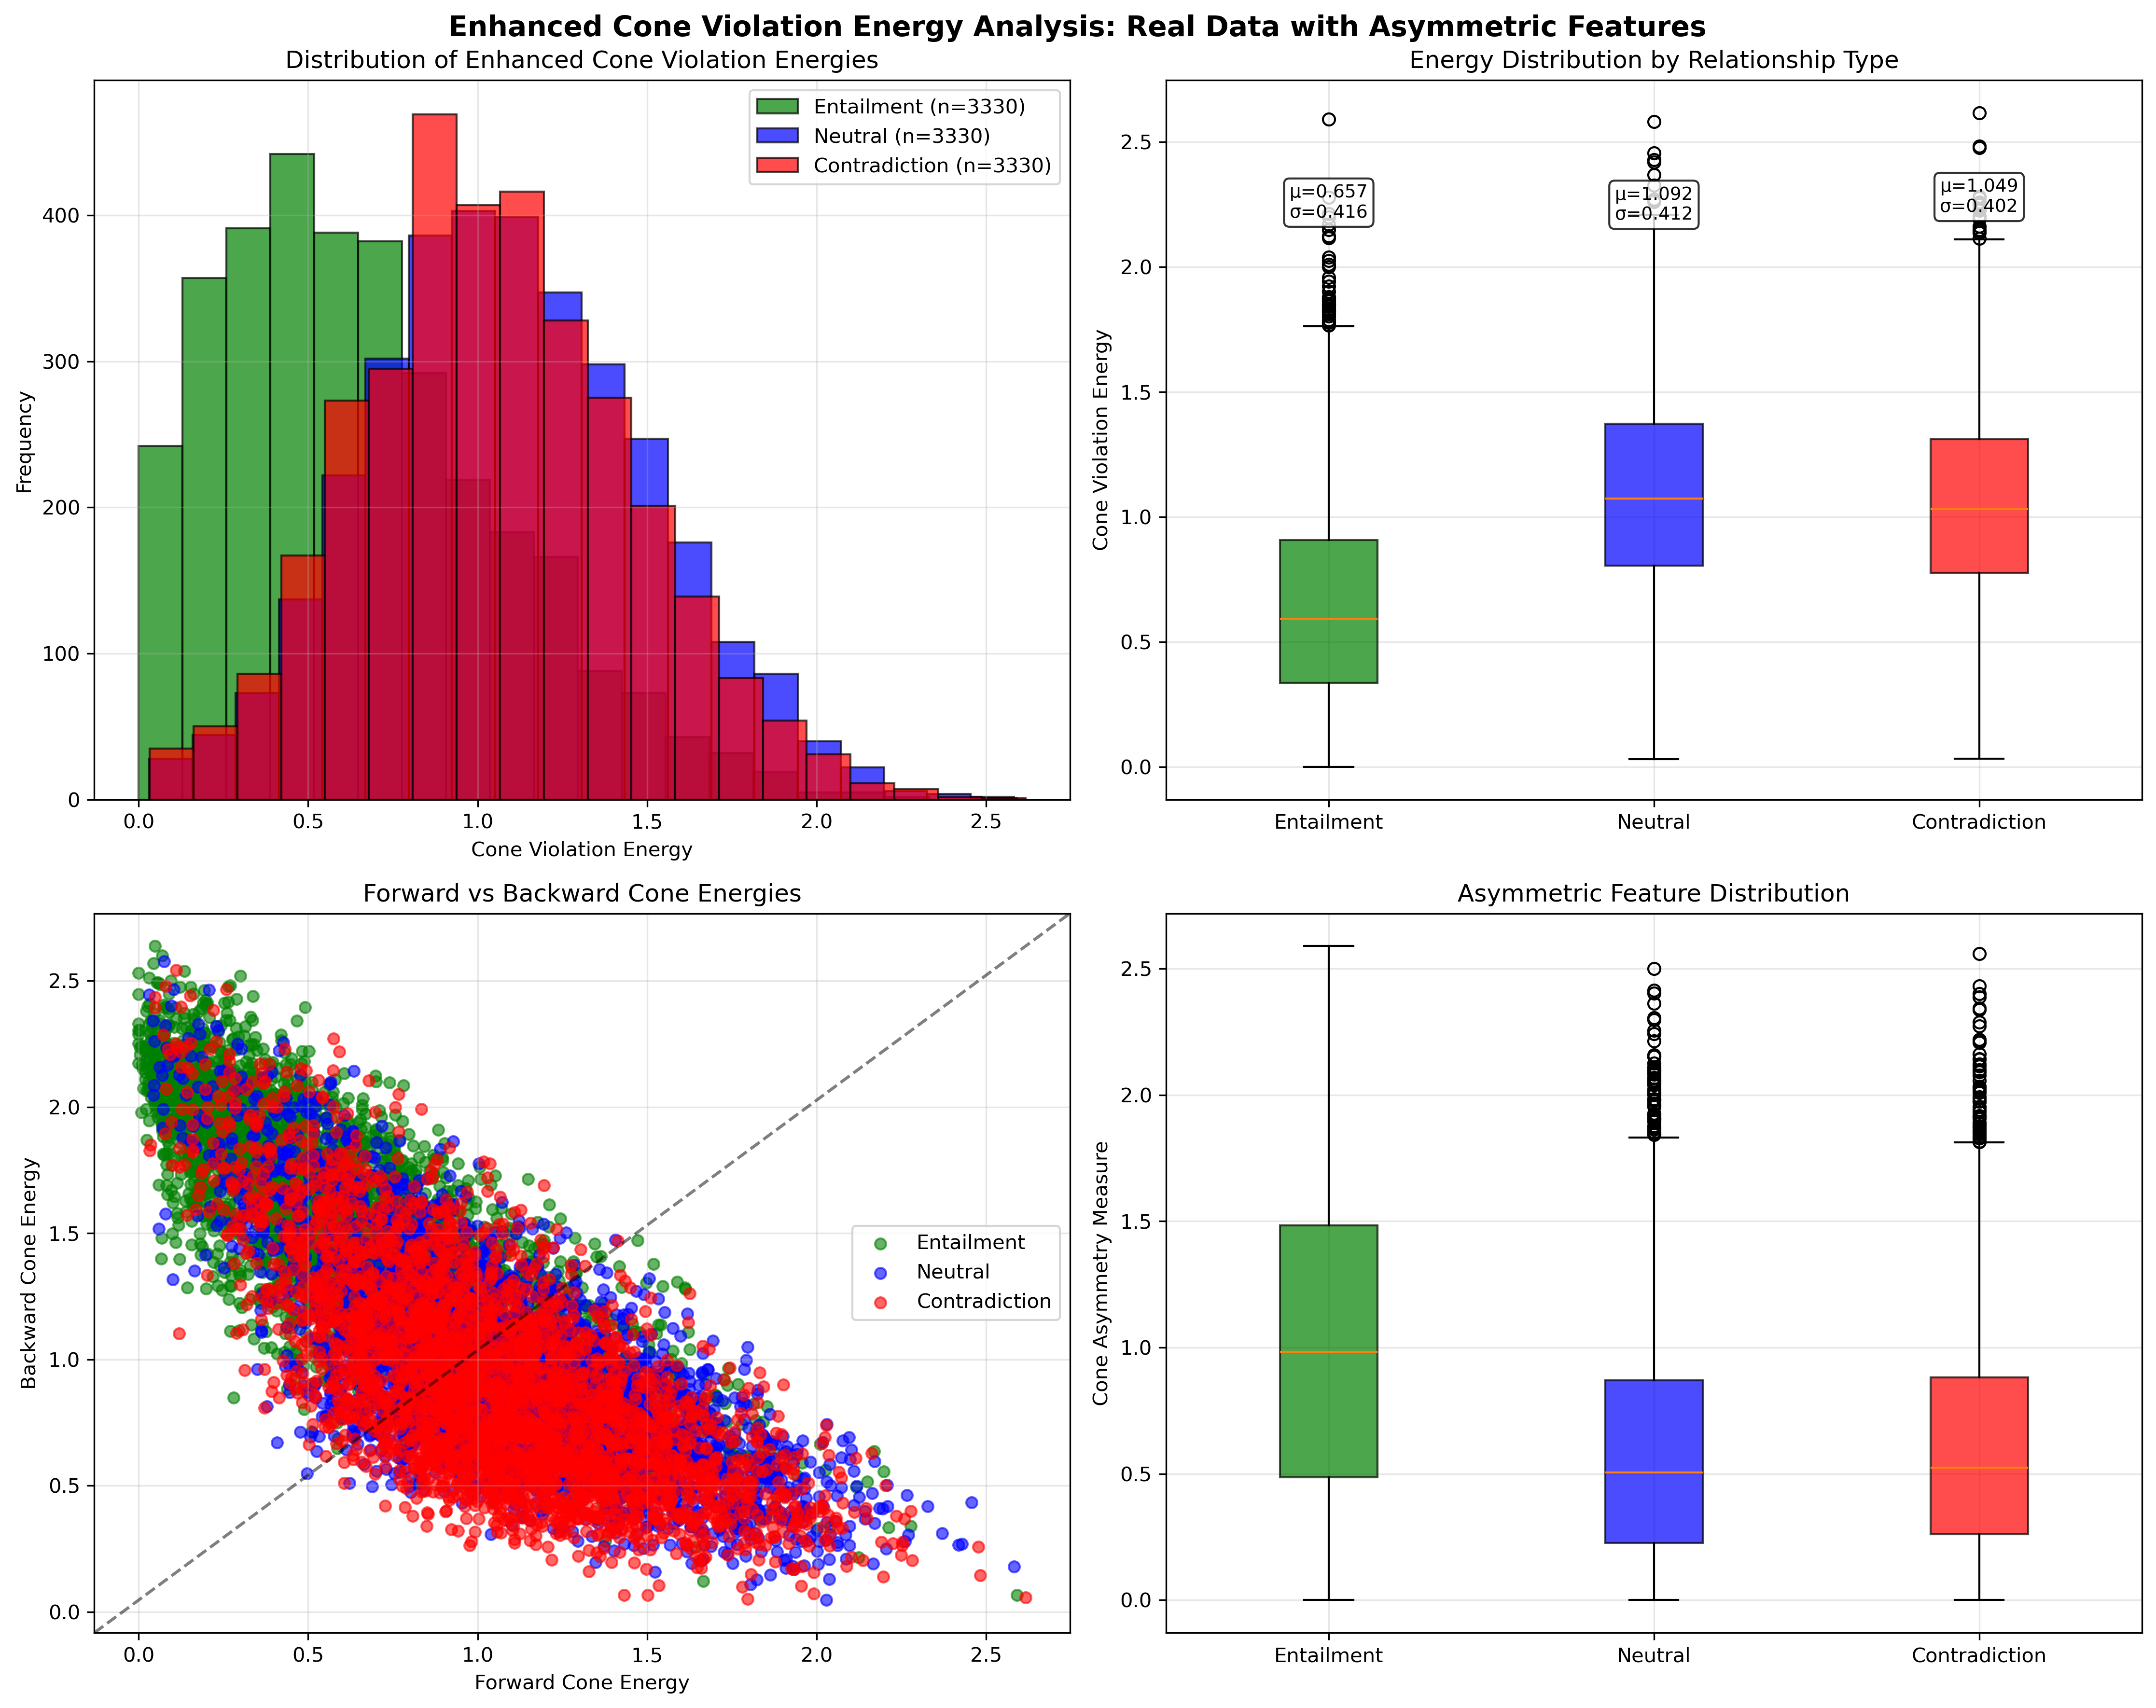 Enhanced Cone Violation Energy Analysis: Real Data with Asymmetric Features
Distribution of Enhanced Cone Violation Energies
Frequency
400
300
200
100
0
Entailment (n=3330)
Neutral (n=3330)
Contradiction (n=3330)
0.0 0.5 1.0 1.5 2.0 2.5
Cone Violation Energy
Energy Distribution by Relationship Type
Cone Violation Energy
2.5
2.0
1.5
1.0
0.5
0.0
μ=0.657
σ=0.416
μ=1.092
σ=0.412
μ=1.049
σ=0.402
Entailment Neutral Contradiction
Forward vs Backward Cone Energies
Backward Cone Energy
2.5
2.0
1.5
1.0
0.5
0.0
Entailment
Neutral
Contradiction
0.0 0.5 1.0 1.5 2.0 2.5
Forward Cone Energy
Asymmetric Feature Distribution
Cone Asymmetry Measure
2.5
2.0
1.5
1.0
0.5
0.0
Entailment Neutral Contradiction